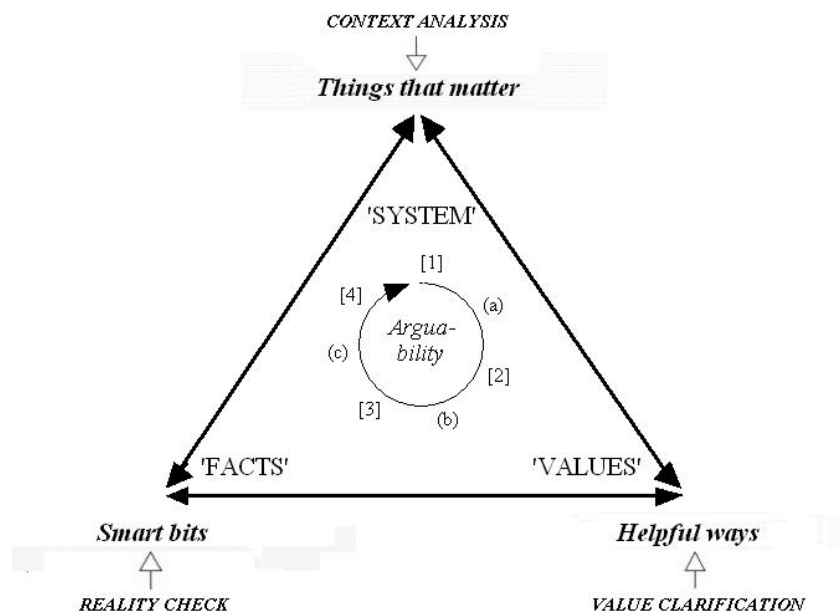 CONTEXT ANALYSIS
Things that matter
'SYSTEM'
[1]
[4]
(a)
Argua-
bility
(c)
[2]
[3]
(b)
'FACTS'
'VALUES'
Smart bits
Helpful ways
REALITY CHECK
VALUE CLARIFICATION